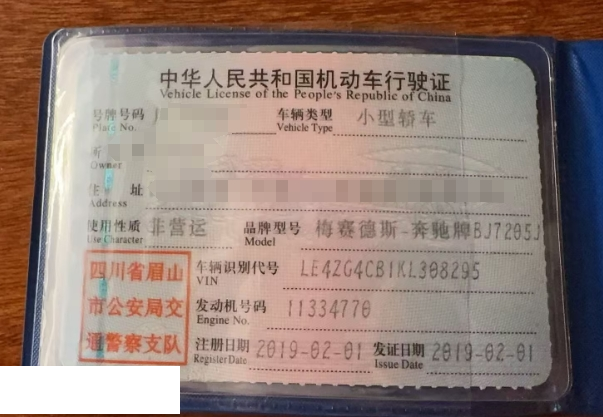 中华人民共和国机动车行驶证
Vehicle License of the People's Republic of China
号牌号码 车辆类型 小型轿车
Plate No. Vehicle Type
所
Owner
住 址
Address
使用性质 非营运 品牌型号 梅赛德斯-奔驰牌BJ7205J
Use Character Model
四川省眉山
市公安局交
通警察支队
车辆识别代号 LE4ZG4CB1KL308295
VIN
发动机号码 11334770
Engine No.
注册日期 2019-02-01 发证日期 2019-02-01
Register Date Issue Date